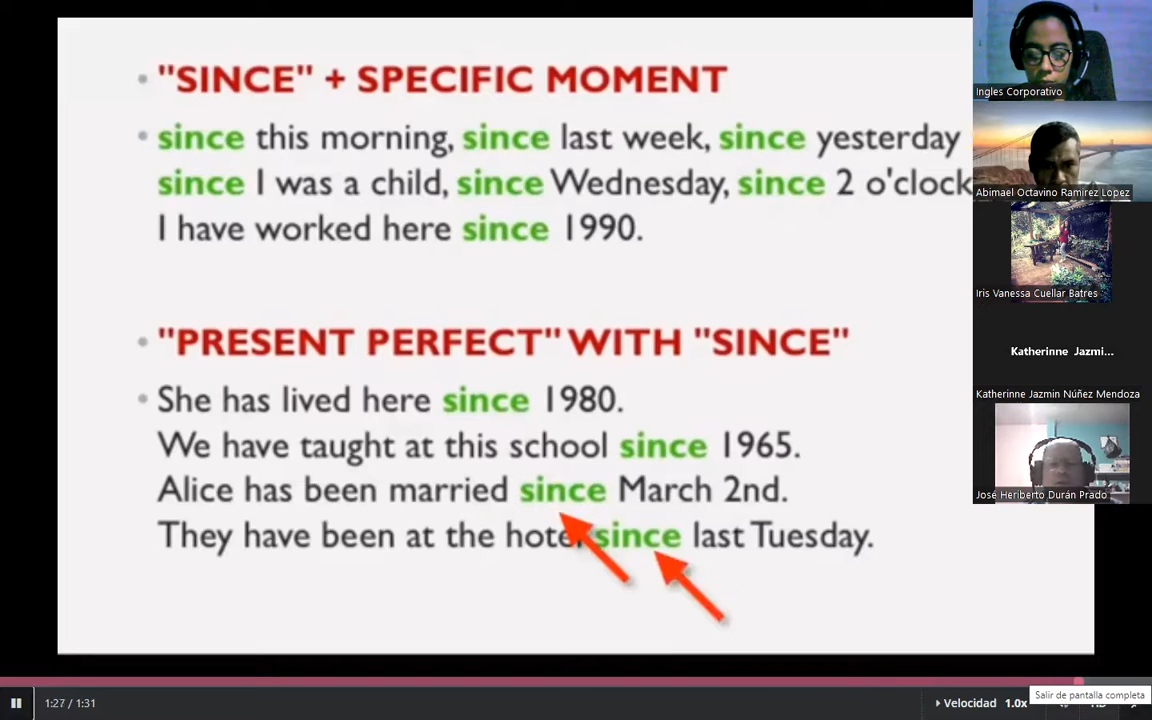 "SINCE" + SPECIFIC MOMENT
since this morning, since last week, since yesterday
since I was a child, since Wednesday, since 2 o'clock
I have worked here since 1990.
"PRESENT PERFECT" WITH "SINCE"
She has lived here since 1980.
We have taught at this school since 1965.
Alice has been married since March 2nd.
They have been at the hotel since last Tuesday.
Ingles Corporativo
Abimael Octavino Ramirez Lopez
Iris Vanessa Cuellar Batres
Katherinne Jazmi...
Katherinne Jazmin Núñez Mendoza
José Heriberto Durán Prado
1:27 / 1:31
Velocidad 1.0x
Salir de pantalla completa